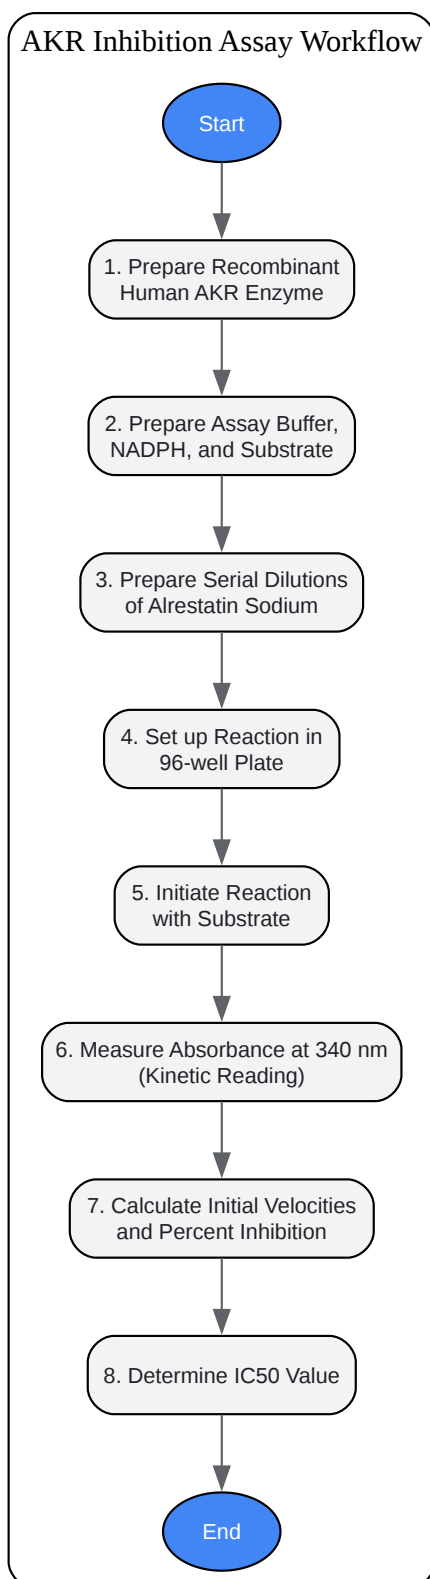 AKR Inhibition Assay Workflow
Start
1. Prepare Recombinant
Human AKR Enzyme
2. Prepare Assay Buffer,
NADPH, and Substrate
3. Prepare Serial Dilutions
of Alrestatin Sodium
4. Set up Reaction in
96-well Plate
5. Initiate Reaction
with Substrate
6. Measure Absorbance at 340 nm
(Kinetic Reading)
7. Calculate Initial Velocities
and Percent Inhibition
8. Determine IC50 Value
End